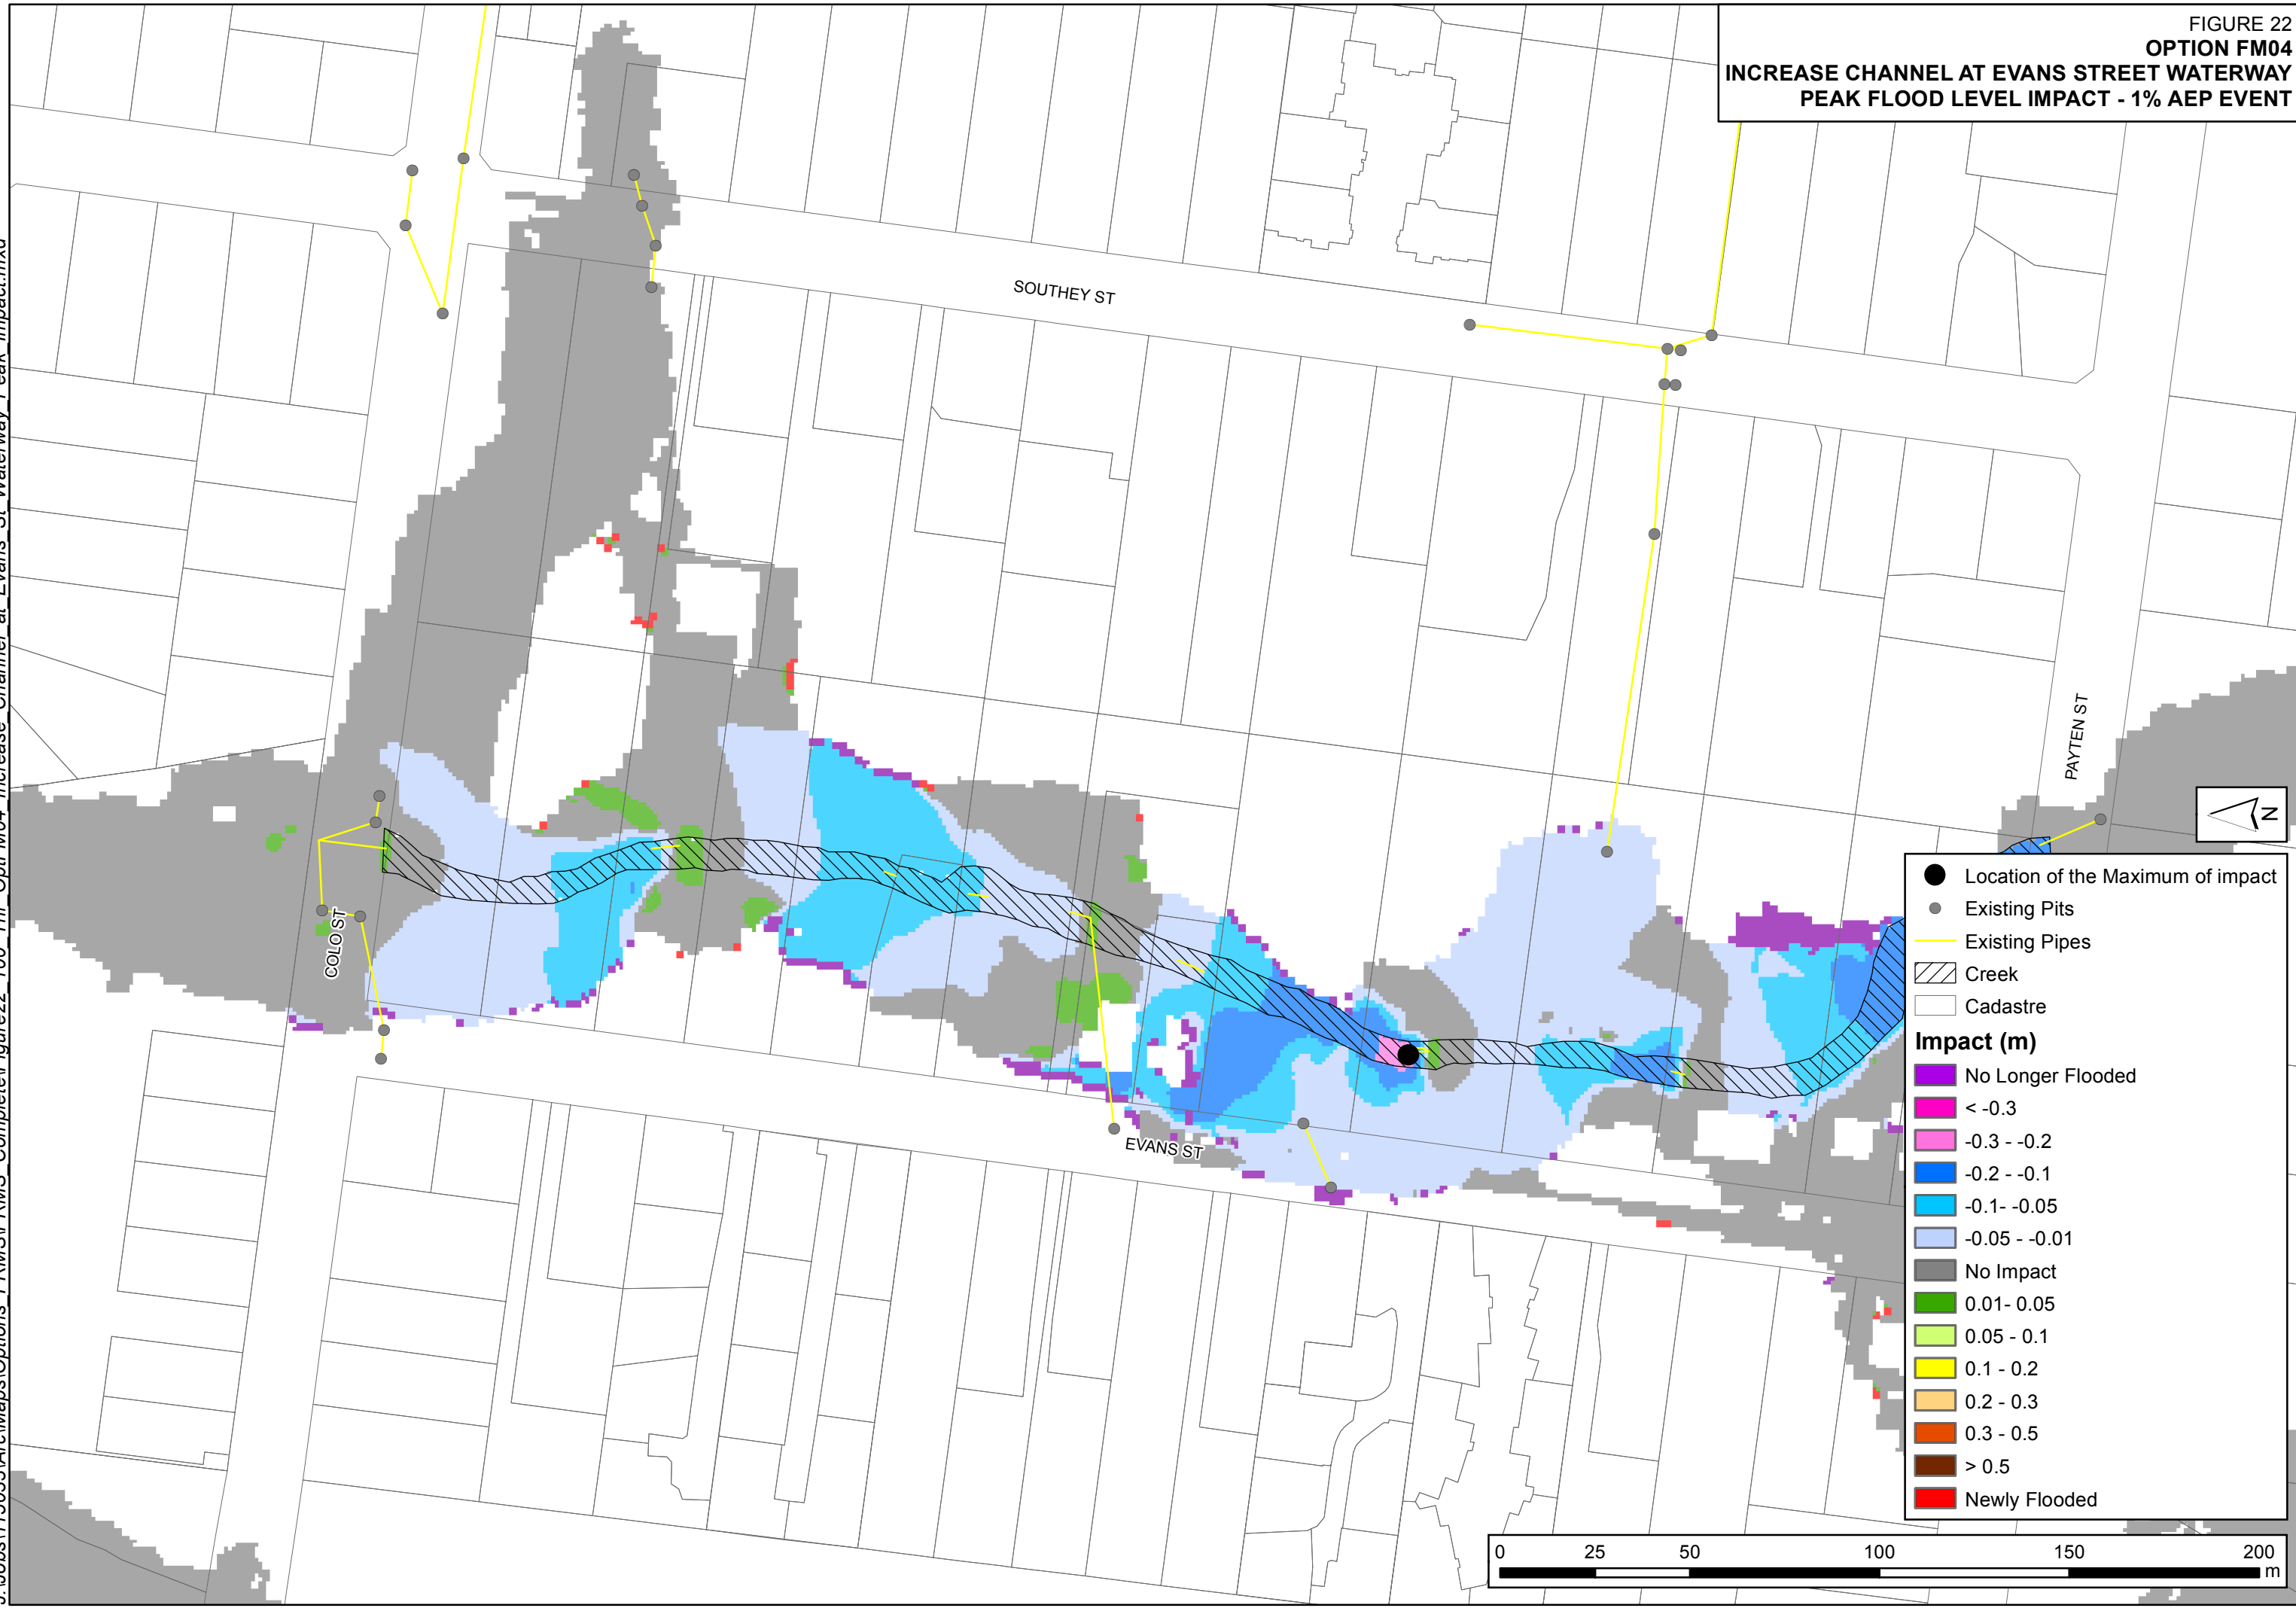 FIGURE 22
OPTION FM04
INCREASE CHANNEL AT EVANS STREET WATERWAY
PEAK FLOOD LEVEL IMPACT - 1% AEP EVENT
SOUTHEY ST
PAYTEN ST
COLO ST
EVANS ST
N
Location of the Maximum of impact
Existing Pits
Existing Pipes
Creek
Cadastre
Impact (m)
No Longer Flooded
< -0.3
-0.3 - -0.2
-0.2 - -0.1
-0.1- -0.05
-0.05 - -0.01
No Impact
0.01- 0.05
0.05 - 0.1
0.1 - 0.2
0.2 - 0.3
0.3 - 0.5
> 0.5
Newly Flooded
0 25 50 100 150 200
m